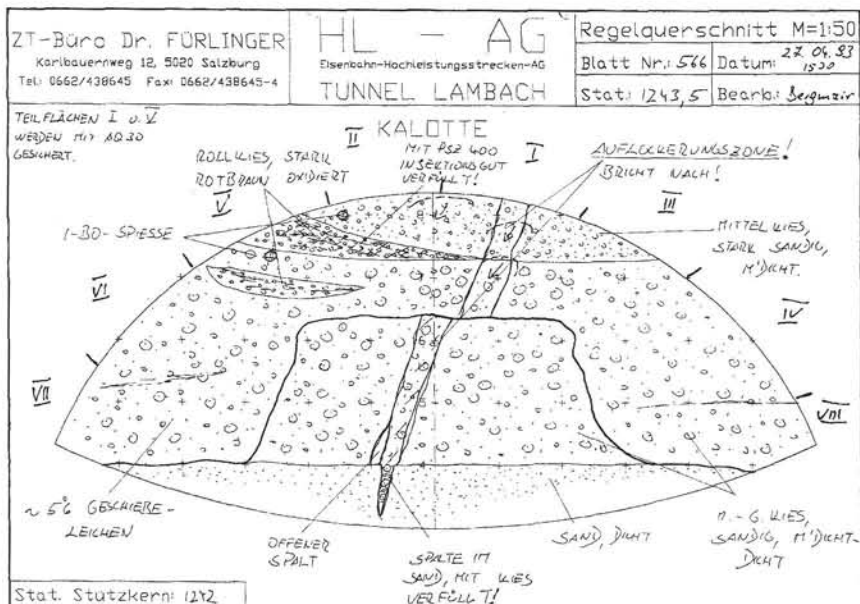 ZT-Büro Dr. FÜRLINGER
Karlbauernweg 12, 5020 Salzburg
Tel: 0662/438645 Fax: 0662/438645-4
HL - AG
Eisenbahn-Hochleistungsstrecken-AG
TUNNEL LAMBACH
Regelquerschnitt M=1:50
Blatt Nr.: 566 Datum: 27.04.93
1500
Stat.: 1243,5 Bearb.: Bergmair
TEILFLÄCHEN I u. V
WERDEN MIT AQ30
GESICHERT.
KALOTTE
II
I
III
V
IV
VI
VII
VIII
ROLLKIES, STARK
ROTBRAUN OXIDIERT
MIT PSZ 400
INJEKTIONSGUT
VERFÜLLT!
AUFLOCKERUNGSZONE!
BRICHT NACH!
I-BO-SPIESSE
MITTELKIES,
STARK SANDIG,
M'DICHT.
~ 5% GESCHIEBE-
LEICHEN
OFFENER
SPALT
SPALTE IM
SAND, MIT KIES
VERFÜLLT!
SAND, DICHT
M.-G. KIES,
SANDIG, M'DICHT-
DICHT
Stat. Stützkern: 1242